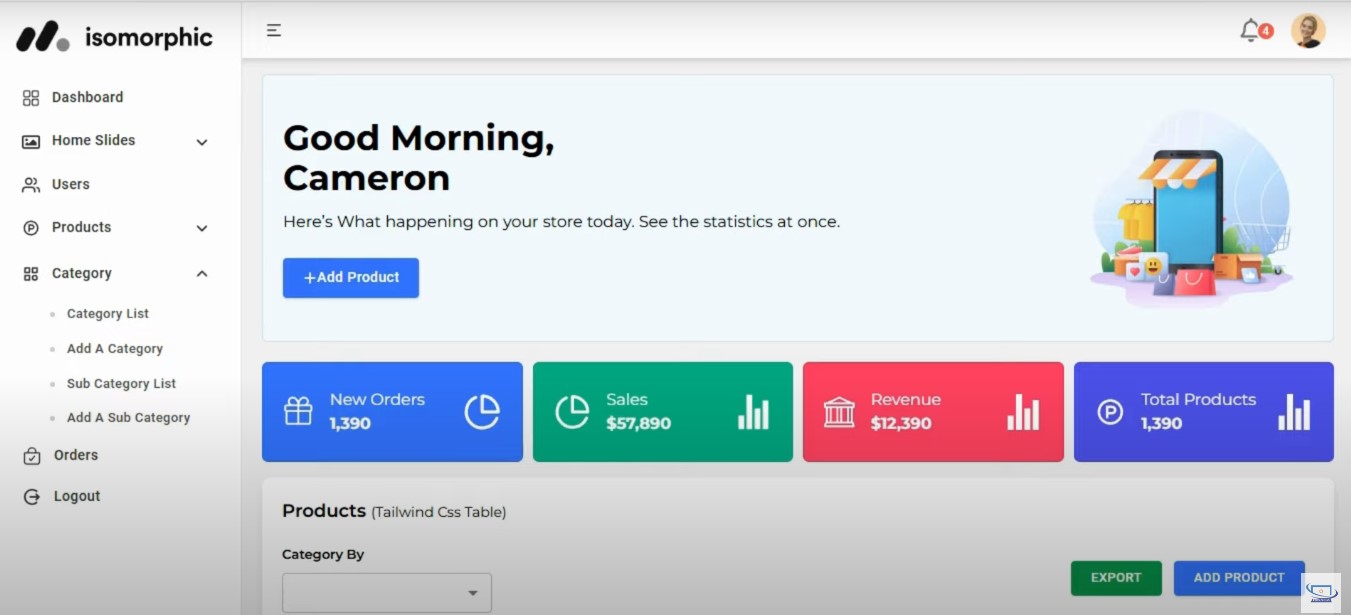 isomorphic
4
Dashboard
Home Slides
Users
Products
Category
Category List
Add A Category
Sub Category List
Add A Sub Category
Orders
Logout
Good Morning,
Cameron
Here's What happening on your store today. See the statistics at once.
+Add Product
New Orders
1,390
Sales
$57,890
Revenue
$12,390
Total Products
1,390
Products (Tailwind Css Table)
Category By
EXPORT
ADD PRODUCT